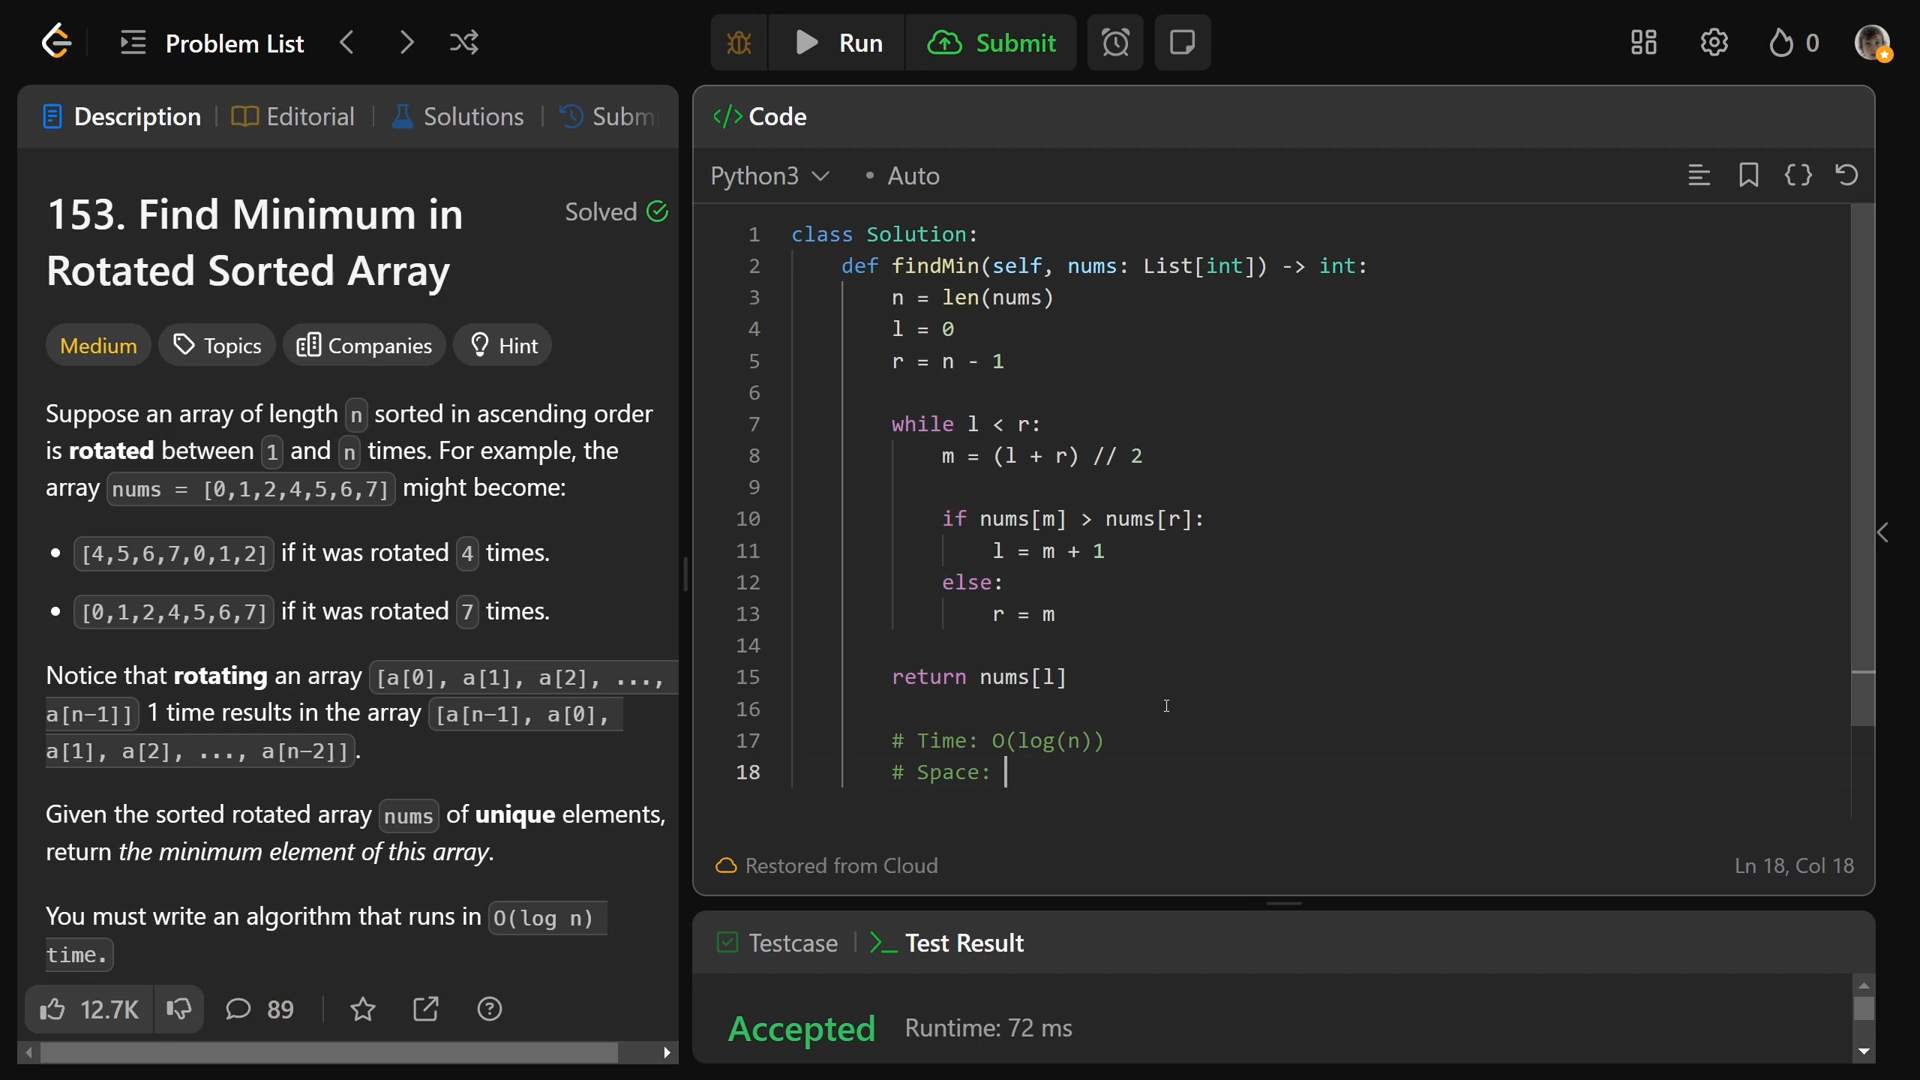 Problem List
Run
Submit
0
Description
Editorial
Solutions
Subm
153. Find Minimum in
Rotated Sorted Array
Solved
Medium
Topics
Companies
Hint
Suppose an array of length n sorted in ascending order
is rotated between 1 and n times. For example, the
array nums = [0,1,2,4,5,6,7] might become:
• [4,5,6,7,0,1,2] if it was rotated 4 times.
• [0,1,2,4,5,6,7] if it was rotated 7 times.
Notice that rotating an array [a[0], a[1], a[2], ...,
a[n-1]] 1 time results in the array [a[n-1], a[0],
a[1], a[2], ..., a[n-2]].
Given the sorted rotated array nums of unique elements,
return the minimum element of this array.
You must write an algorithm that runs in O(log n)
time.
12.7K
89
</> Code
Python3
• Auto
1 class Solution:
2 def findMin(self, nums: List[int]) -> int:
3 n = len(nums)
4 l = 0
5 r = n - 1
6
7 while l < r:
8 m = (l + r) // 2
9
10 if nums[m] > nums[r]:
11 l = m + 1
12 else:
13 r = m
14
15 return nums[l]
16
17 # Time: O(log(n))
18 # Space:
Restored from Cloud
Ln 18, Col 18
Testcase
>_ Test Result
Accepted
Runtime: 72 ms